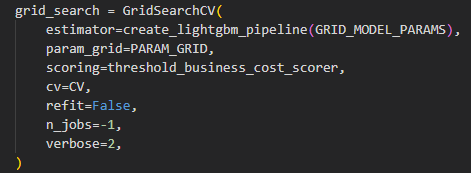 grid_search = GridSearchCV(
    estimator=create_lightgbm_pipeline(GRID_MODEL_PARAMS),
    param_grid=PARAM_GRID,
    scoring=threshold_business_cost_scorer,
    cv=CV,
    refit=False,
    n_jobs=-1,
    verbose=2,
)